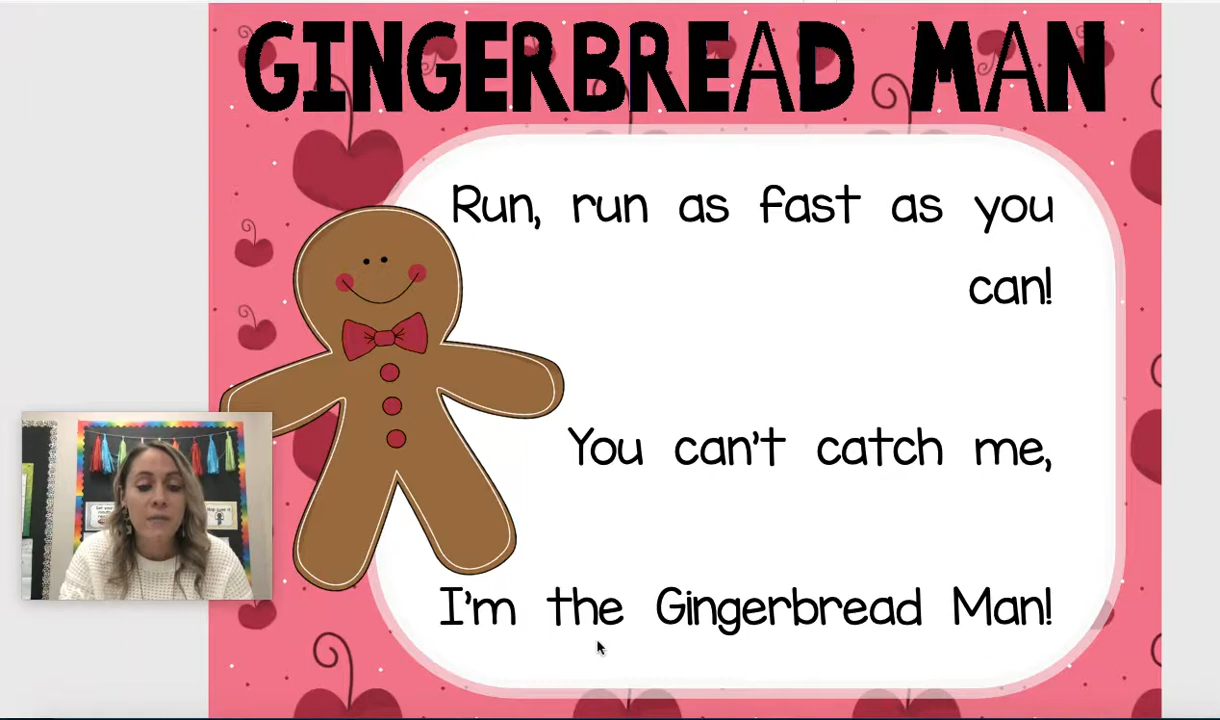 GINGERBREAD MAN
Run, run as fast as you
can!
You can't catch me,
I'm the Gingerbread Man!